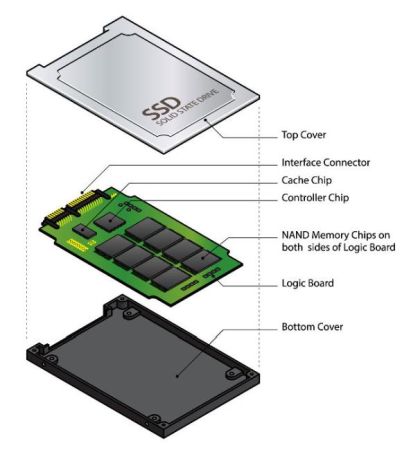 SSD
SOLID STATE DRIVE
Top Cover
Interface Connector
Cache Chip
Controller Chip
NAND Memory Chips on
both sides of Logic Board
Logic Board
Bottom Cover